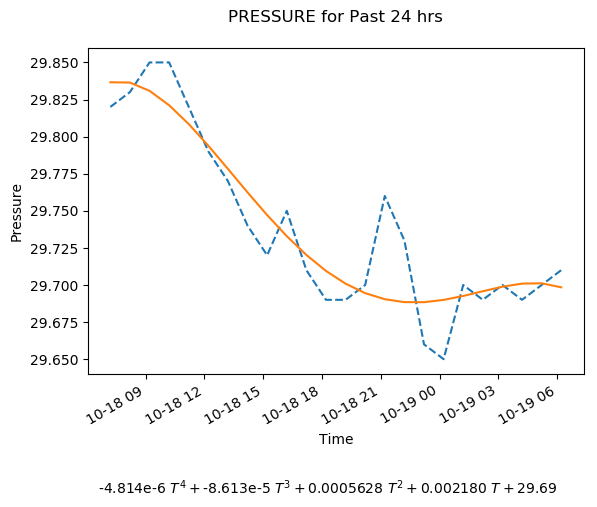 PRESSURE for Past 24 hrs
29.850
29.825
29.800
29.775
29.750
29.725
29.700
29.675
29.650
Pressure
10-18 09 10-18 12 10-18 15 10-18 18 10-18 21 10-19 00 10-19 03 10-19 06
Time
-4.814e-6 T⁴ + -8.613e-5 T³ + 0.0005628 T² + 0.002180 T + 29.69